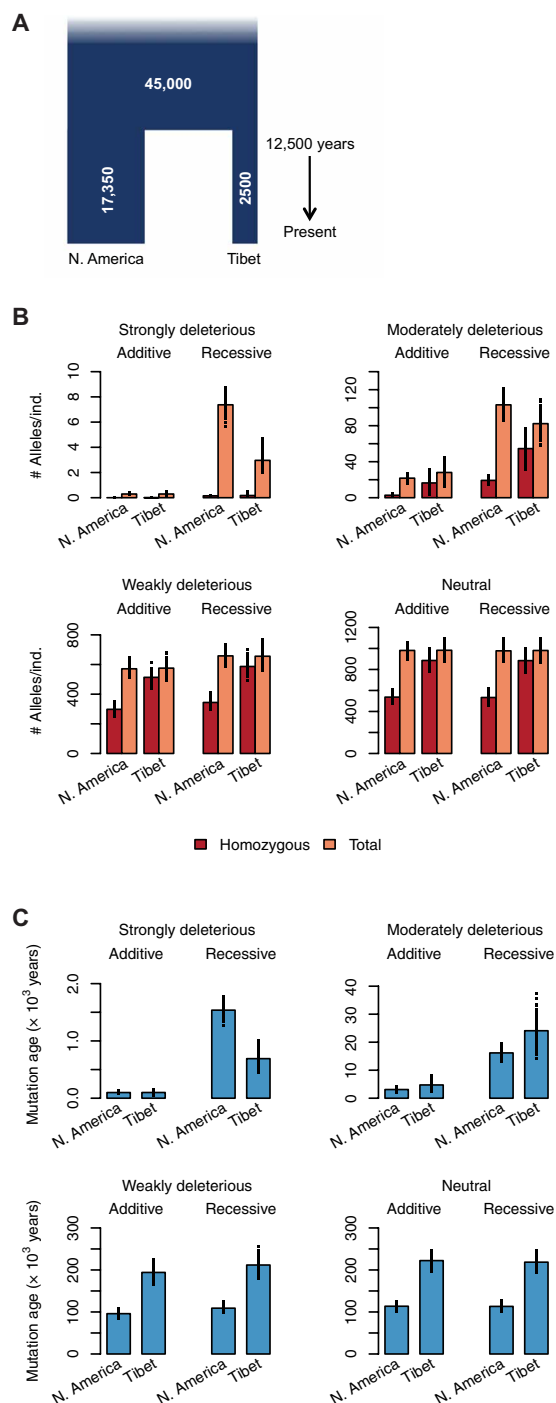 A
45,000
17,350
2500
12,500 years
Present
N. America
Tibet
B
Strongly deleterious
Additive Recessive
# Alleles/ind.
0 2 4 6 8 10
N. America Tibet N. America Tibet
Moderately deleterious
Additive Recessive
0 40 80 120
N. America Tibet N. America Tibet
Weakly deleterious
Additive Recessive
# Alleles/ind.
0 400 800
N. America Tibet N. America Tibet
Neutral
Additive Recessive
0 400 800 1200
N. America Tibet N. America Tibet
Homozygous Total
C
Strongly deleterious
Additive Recessive
Mutation age (× 10³ years)
0.0 1.0 2.0
N. America Tibet N. America Tibet
Moderately deleterious
Additive Recessive
0 10 20 30 40
N. America Tibet N. America Tibet
Weakly deleterious
Additive Recessive
Mutation age (× 10³ years)
0 100 200 300
N. America Tibet N. America Tibet
Neutral
Additive Recessive
0 100 200 300
N. America Tibet N. America Tibet